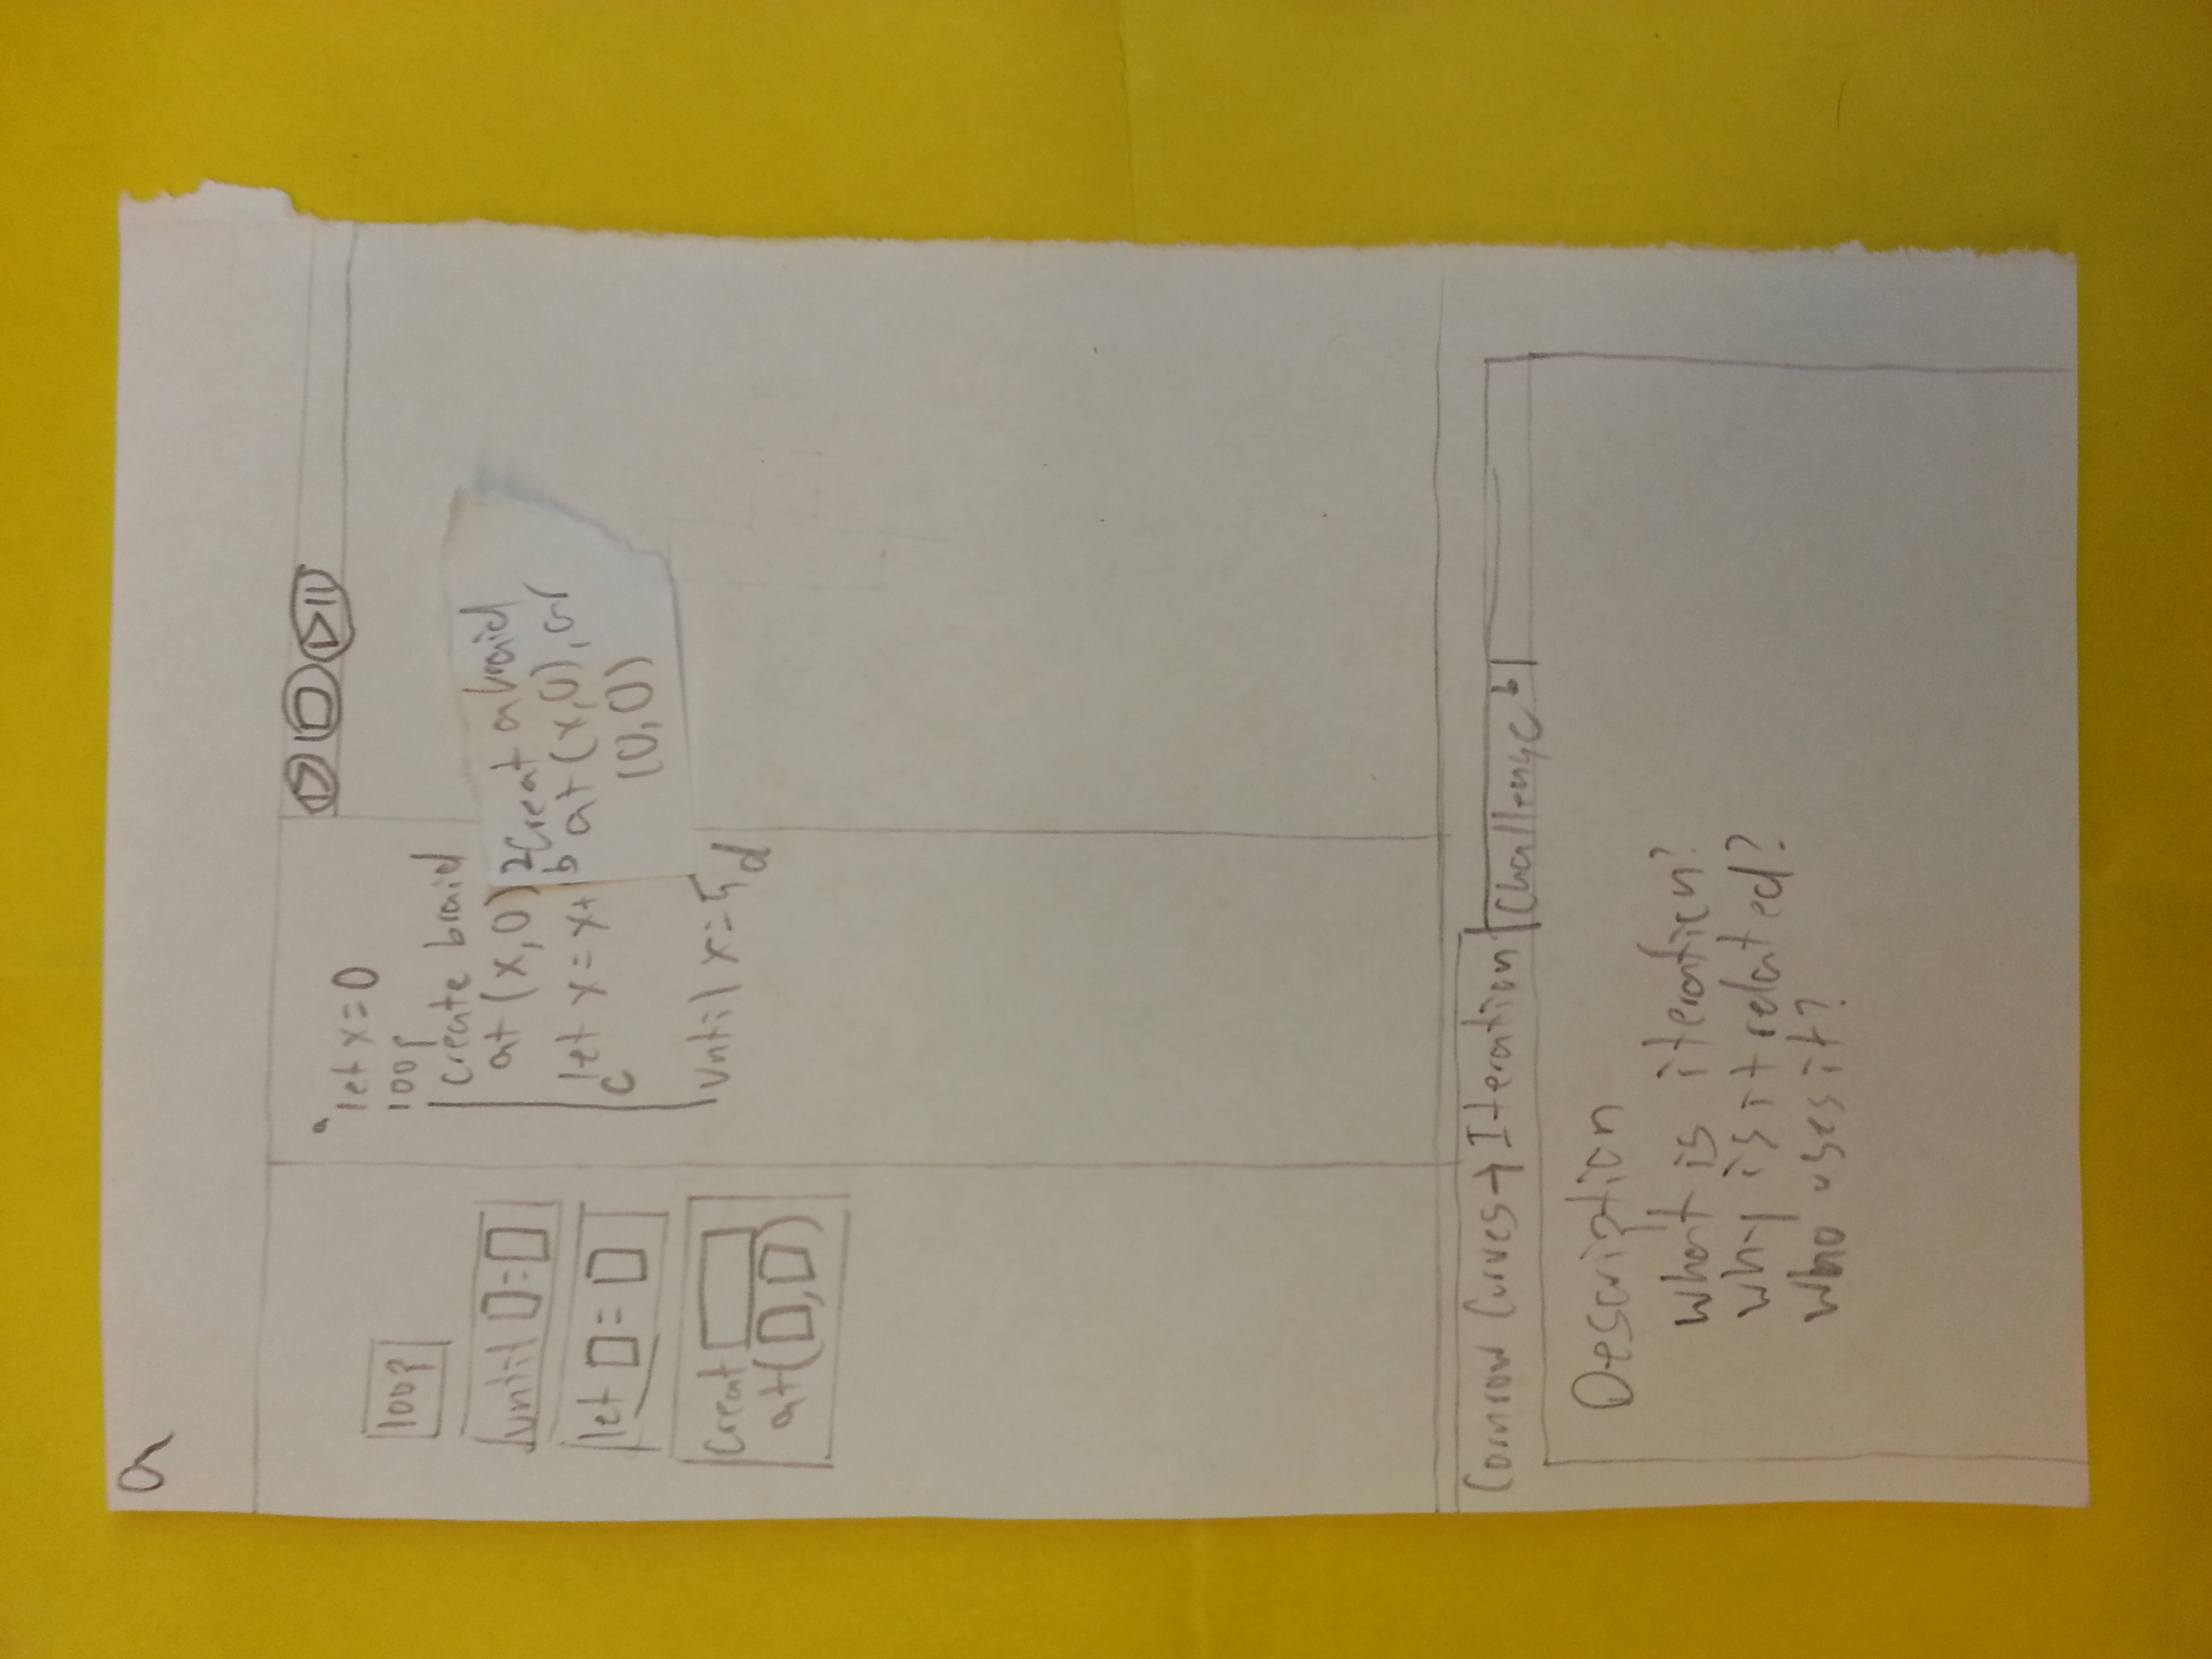 a
loop
until □=□
let □=□
Creat
at(□,□)
a
let x=0
loop
create braid
at (x,0)
let x=x+1
c
until x=5
d
2 Creat a braid
b at (x,0), or
(0,0)
Cornrow Curves → Iteration
Challenge b
Description
What is iteration?
Why is it related?
Who uses it?